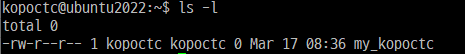 kopoctc@ubuntu2022:~$ ls -l
total 0
-rw-r--r-- 1 kopoctc kopoctc 0 Mar 17 08:36 my_kopoctc